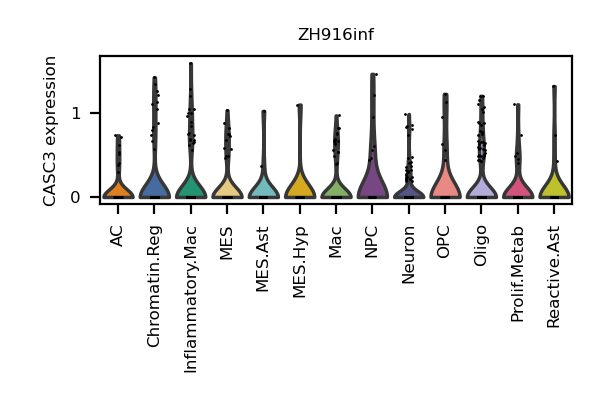 ZH916inf
CASC3 expression
1
0
AC
Chromatin.Reg
Inflammatory.Mac
MES
MES.Ast
MES.Hyp
Mac
NPC
Neuron
OPC
Oligo
Prolif.Metab
Reactive.Ast